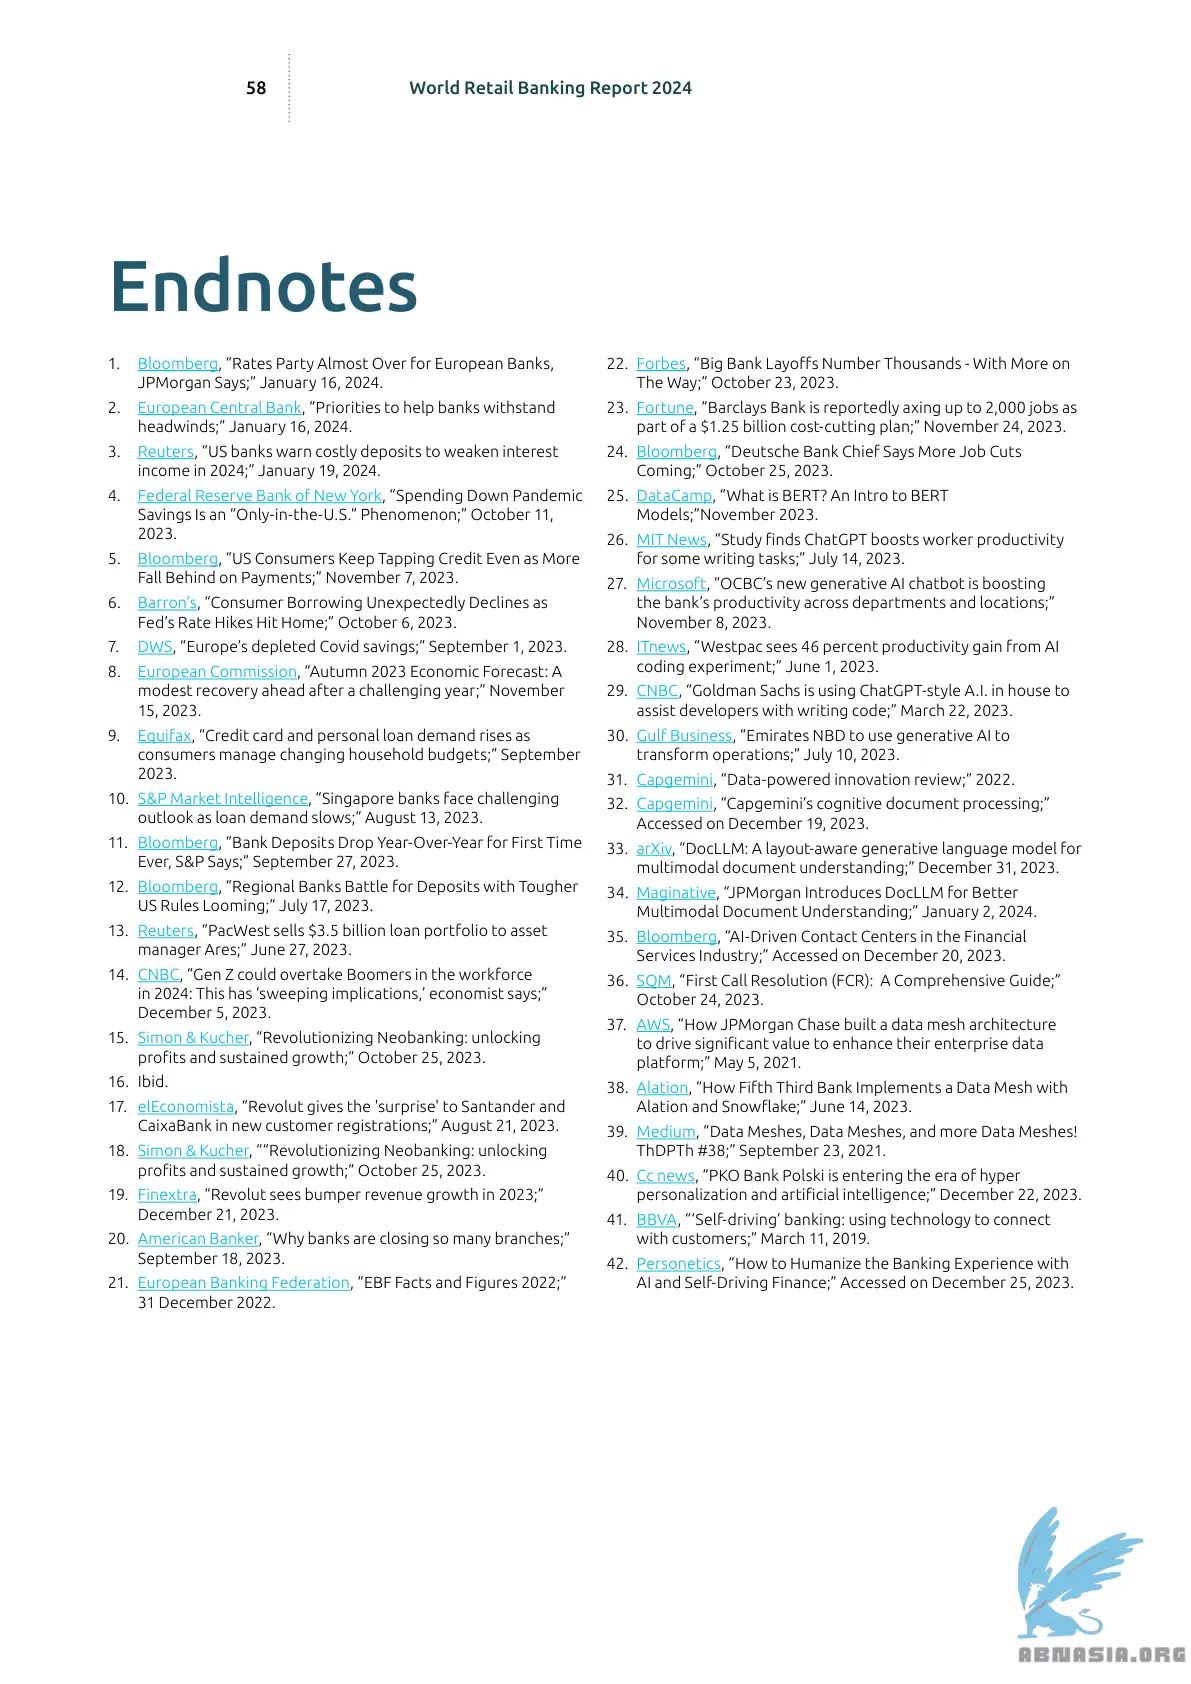 58
World Retail Banking Report 2024
Endnotes
1. Bloomberg, “Rates Party Almost Over for European Banks,
JPMorgan Says;” January 16, 2024.
2. European Central Bank, “Priorities to help banks withstand
headwinds;” January 16, 2024.
3. Reuters, “US banks warn costly deposits to weaken interest
income in 2024;” January 19, 2024.
4. Federal Reserve Bank of New York, “Spending Down Pandemic
Savings Is an “Only-in-the-U.S.” Phenomenon;” October 11,
2023.
5. Bloomberg, “US Consumers Keep Tapping Credit Even as More
Fall Behind on Payments;” November 7, 2023.
6. Barron’s, “Consumer Borrowing Unexpectedly Declines as
Fed’s Rate Hikes Hit Home;” October 6, 2023.
7. DWS, “Europe’s depleted Covid savings;” September 1, 2023.
8. European Commission, “Autumn 2023 Economic Forecast: A
modest recovery ahead after a challenging year;” November
15, 2023.
9. Equifax, “Credit card and personal loan demand rises as
consumers manage changing household budgets;” September
2023.
10. S&P Market Intelligence, “Singapore banks face challenging
outlook as loan demand slows;” August 13, 2023.
11. Bloomberg, “Bank Deposits Drop Year-Over-Year for First Time
Ever, S&P Says;” September 27, 2023.
12. Bloomberg, “Regional Banks Battle for Deposits with Tougher
US Rules Looming;” July 17, 2023.
13. Reuters, “PacWest sells $3.5 billion loan portfolio to asset
manager Ares;” June 27, 2023.
14. CNBC, “Gen Z could overtake Boomers in the workforce
in 2024: This has ‘sweeping implications,’ economist says;”
December 5, 2023.
15. Simon & Kucher, “Revolutionizing Neobanking: unlocking
profits and sustained growth;” October 25, 2023.
16. Ibid.
17. elEconomista, “Revolut gives the 'surprise' to Santander and
CaixaBank in new customer registrations;” August 21, 2023.
18. Simon & Kucher, ““Revolutionizing Neobanking: unlocking
profits and sustained growth;” October 25, 2023.
19. Finextra, “Revolut sees bumper revenue growth in 2023;”
December 21, 2023.
20. American Banker, “Why banks are closing so many branches;”
September 18, 2023.
21. European Banking Federation, “EBF Facts and Figures 2022;”
31 December 2022.
22. Forbes, “Big Bank Layoffs Number Thousands - With More on
The Way;” October 23, 2023.
23. Fortune, “Barclays Bank is reportedly axing up to 2,000 jobs as
part of a $1.25 billion cost-cutting plan;” November 24, 2023.
24. Bloomberg, “Deutsche Bank Chief Says More Job Cuts
Coming;” October 25, 2023.
25. DataCamp, “What is BERT? An Intro to BERT
Models;”November 2023.
26. MIT News, “Study finds ChatGPT boosts worker productivity
for some writing tasks;” July 14, 2023.
27. Microsoft, “OCBC’s new generative AI chatbot is boosting
the bank’s productivity across departments and locations;”
November 8, 2023.
28. ITnews, “Westpac sees 46 percent productivity gain from AI
coding experiment;” June 1, 2023.
29. CNBC, “Goldman Sachs is using ChatGPT-style A.I. in house to
assist developers with writing code;” March 22, 2023.
30. Gulf Business, “Emirates NBD to use generative AI to
transform operations;” July 10, 2023.
31. Capgemini, “Data-powered innovation review;” 2022.
32. Capgemini, “Capgemini’s cognitive document processing;”
Accessed on December 19, 2023.
33. arXiv, “DocLLM: A layout-aware generative language model for
multimodal document understanding;” December 31, 2023.
34. Maginative, “JPMorgan Introduces DocLLM for Better
Multimodal Document Understanding;” January 2, 2024.
35. Bloomberg, “AI-Driven Contact Centers in the Financial
Services Industry;” Accessed on December 20, 2023.
36. SQM, “First Call Resolution (FCR):  A Comprehensive Guide;”
October 24, 2023.
37. AWS, “How JPMorgan Chase built a data mesh architecture
to drive significant value to enhance their enterprise data
platform;” May 5, 2021.
38. Alation, “How Fifth Third Bank Implements a Data Mesh with
Alation and Snowflake;” June 14, 2023.
39. Medium, “Data Meshes, Data Meshes, and more Data Meshes!
ThDPTh #38;” September 23, 2021.
40. Cc news, “PKO Bank Polski is entering the era of hyper
personalization and artificial intelligence;” December 22, 2023.
41. BBVA, “‘Self-driving’ banking: using technology to connect
with customers;” March 11, 2019.
42. Personetics, “How to Humanize the Banking Experience with
AI and Self-Driving Finance;” Accessed on December 25, 2023.
ABNASIA.ORG